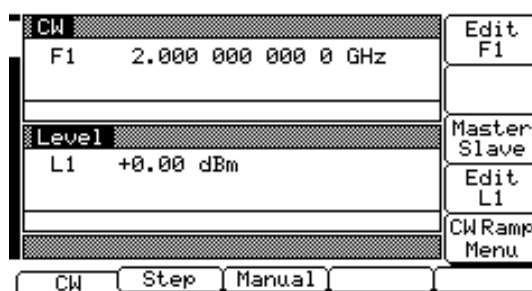 CW
F1 2.000 000 000 0 GHz
Level
L1 +0.00 dBm
Edit
F1
Master
Slave
Edit
L1
CW Ramp
Menu
CW Step Manual